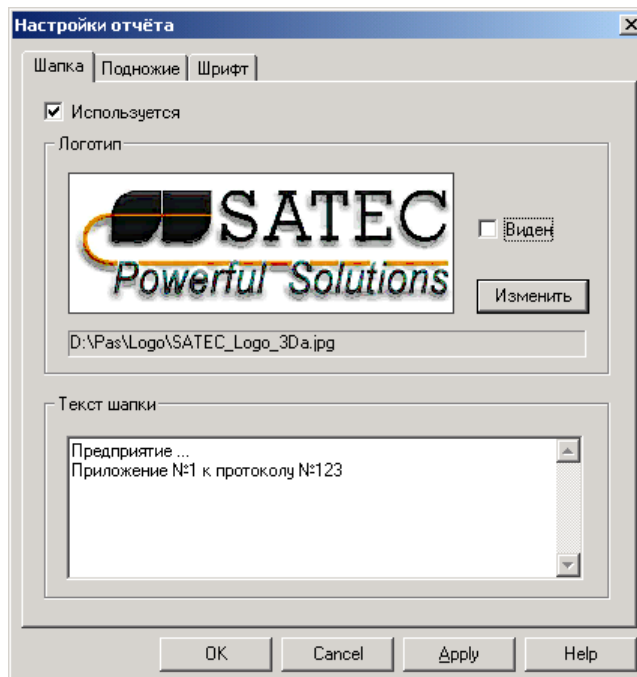 Настройки отчёта
Шапка Подножие Шрифт
Используется
Логотип
SATEC
Powerful Solutions
Виден
Изменить
D:\Pas\Logo\SATEC_Logo_3Da.jpg
Текст шапки
Предприятие ...
Приложение №1 к протоколу №123
OK Cancel Apply Help